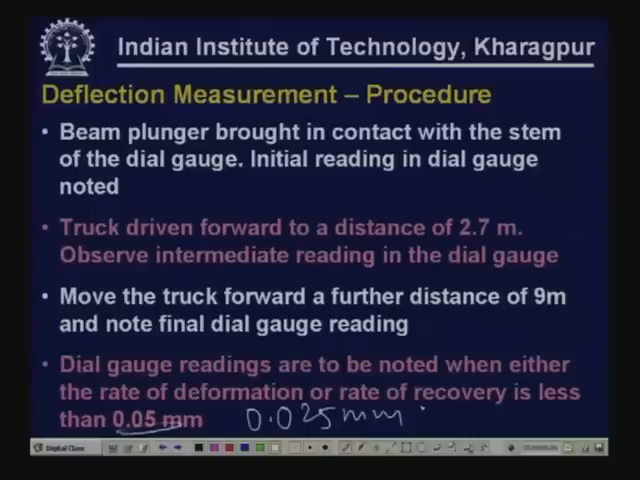 Indian Institute of Technology, Kharagpur
Deflection Measurement – Procedure
• Beam plunger brought in contact with the stem
of the dial gauge. Initial reading in dial gauge
noted
• Truck driven forward to a distance of 2.7 m.
Observe intermediate reading in the dial gauge
• Move the truck forward a further distance of 9m
and note final dial gauge reading
• Dial gauge readings are to be noted when either
the rate of deformation or rate of recovery is less
than 0.05 mm 0.025 mm
Digital Class